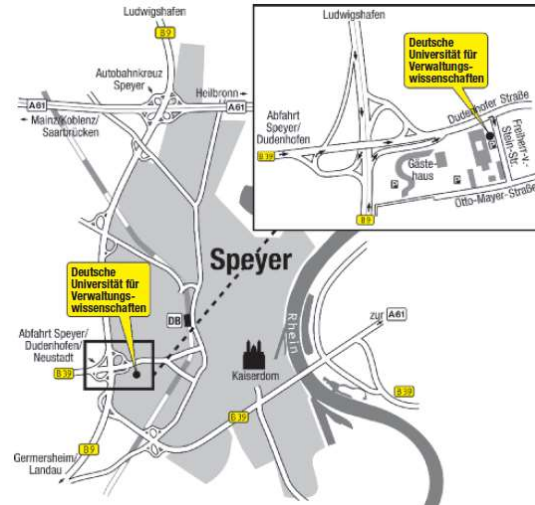 Ludwigshafen
B9
Autobahnkreuz
Speyer
Heilbronn
A61
A61
Mainz/Koblenz/
Saarbrücken
Deutsche
Universität für
Verwaltungs-
wissenschaften
Speyer
DB
Abfahrt Speyer/
Dudenhofen/
Neustadt
B39
Kaiserdom
Rhein
zur A61
B39
B39
B9
Germersheim/
Landau
Ludwigshafen
Deutsche
Universität für
Verwaltungs-
wissenschaften
Abfahrt
Speyer/
Dudenhofen
B39
Dudenhofer Straße
Gäste
haus
P
P
P
Freiherr-v.-
Stein-Str.
Otto-Mayer-Straße
B9